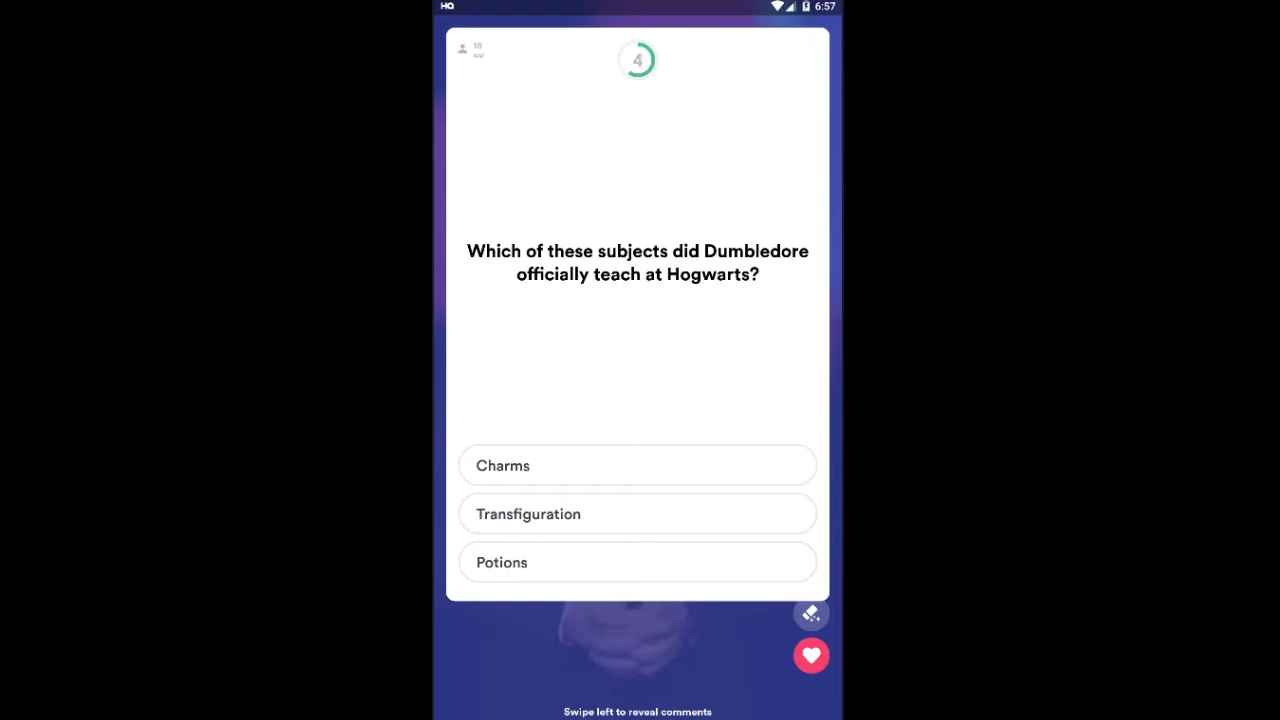 HQ 6:57
18
4
Which of these subjects did Dumbledore
officially teach at Hogwarts?
Charms
Transfiguration
Potions
Swipe left to reveal comments